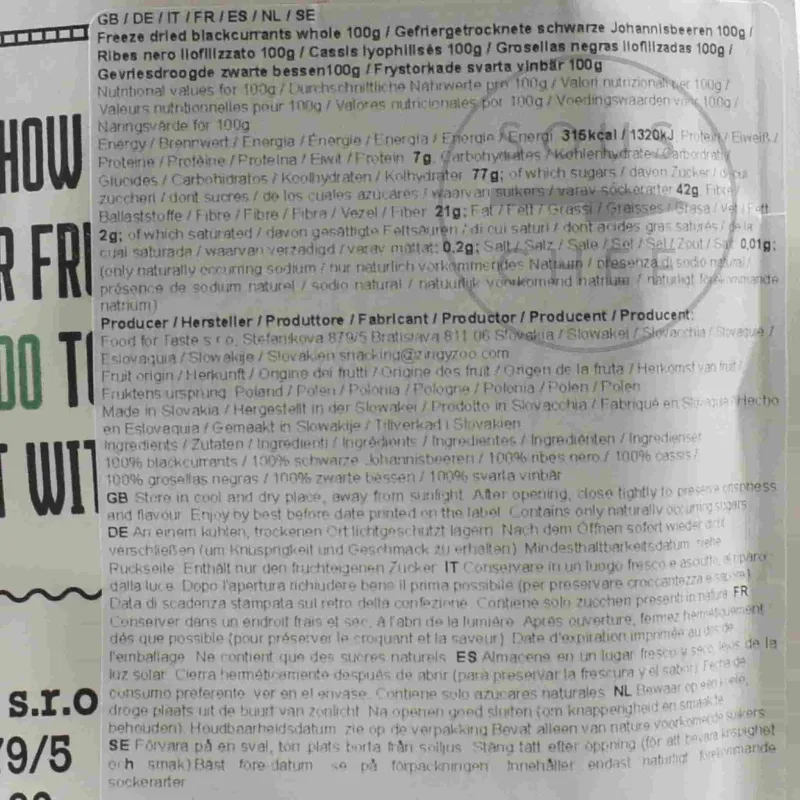 GB / DE / IT / FR / ES / NL / SE
Freeze dried blackcurrants whole 100g / Gefriergetrocknete schwarze Johannisbeeren 100g /
Ribes nero liofilizzato 100g / Cassis lyophilisés 100g / Grosellas negras liofilizadas 100g /
Gevriesdroogde zwarte bessen100g / Frystorkade svarta vinbär 100g
Nutritional values for 100g / Durchschnittliche Nährwerte pro 100g / Valori nutrizionali per 100g /
Valeurs nutritionnelles pour 100g / Valores nutricionales por 100g / Voedingswaarden voor 100g /
Näringsvärde för 100g
Energy / Brennwert / Energia / Énergie / Energía / Energie / Energi 316kcal / 1320kJ Protein / Eiweiß /
Proteine / Protéine / Proteína / Eiwit / Protein 7g, Carbohydrates / Kohlenhydrate / Carboidrati /
Glucides / Carbohidratos / Koolhydraten / Kolhydrater 77g; of which sugars / davon Zucker / di cui
zuccheri / dont sucres / de los cuales azúcares / waarvan suikers / varav sockerarter 42g, Fibre /
Ballaststoffe / Fibre / Fibre / Fibra / Vezel / Fiber 21g; Fat / Fett / Grassi / Graisses / Grasa / Vet / Fett
2g; of which saturated / davon gesättigte Fettsäuren / di cui saturi / dont acides gras saturés / de la
cual saturada / waarvan verzadigd / varav mättat: 0,2g; Salt / Salz / Sale / Sel / Sal / Zout / Salt 0,01g;
(only naturally occurring sodium / nur natürlich vorkommendes Natrium / presenza di sodio naturale /
présence de sodium naturel / sodio natural / natuurlijk voorkomend natrium / naturligt förekommande
natrium)
Producer / Hersteller / Produttore / Fabricant / Productor / Producent / Producent:
Food for Taste s.r.o, Stefanikova 879/5 Bratislava 811 06 Slovakia / Slowakei / Slovacchia / Slovaquie /
Eslovaquia / Slowakije / Slovakien snacking@zingyzoo.com
Fruit origin / Herkunft / Origine dei frutti / Origine des fruit / Origen de la fruta / Herkomst van fruit /
Fruktens ursprung: Poland / Polen / Polonia / Pologne / Polonia / Polen / Polen
Made in Slovakia / Hergestellt in der Slowakei / Prodotto in Slovacchia / Fabriqué en Slovaquie / Hecho
en Eslovaquia / Gemaakt in Slowakije / Tillverkad i Slovakien
Ingredients / Zutaten / Ingredienti / Ingrédients / Ingredientes / Ingrediënten / Ingredienser
100% blackcurrants / 100% schwarze Johannisbeeren / 100% ribes nero / 100% cassis /
100% grosellas negras / 100% zwarte bessen / 100% svarta vinbär
GB Store in cool and dry place, away from sunlight. After opening, close tightly to preserve crispness
and flavour. Enjoy by best before date printed on the label. Contains only naturally occurring sugars
DE An einem kühlen, trockenen Ort lichtgeschützt lagern. Nach dem Öffnen sofort wieder dicht
verschließen (um Knusprigkeit und Geschmack zu erhalten). Mindesthaltbarkeitsdatum siehe
Rückseite. Enthält nur den fruchteigenen Zucker. IT Conservare in un luogo fresco e asciutto, al riparo
dalla luce. Dopo l'apertura richiudere bene il prima possibile (per preservare croccantezza e sapore)
Data di scadenza stampata sul retro della confezione. Contiene solo zuccheri presenti in natura FR
Conserver dans un endroit frais et sec, à l'abri de la lumière. Après ouverture, fermez hermétiquement
dés que possible (pour préserver le croquant et la saveur). Date d'expiration imprimée au dos de
l'emballage. Ne contient que des sucres naturels. ES Almacene en un lugar fresco y seco, lejos de la
luz solar. Cierra herméticamente después de abrir (para preservar la frescura y el sabor) Fecha de
consumo preferente: ver en el envase. Contiene solo azúcares naturales. NL Bewaar op een koele,
droge plaats uit de buurt van zonlicht. Na openen goed sluiten (om knapperigheid en smaak te
behouden). Houdbaarheidsdatum zie op de verpakking Bevat alleen van nature voorkomende suikers
SE Förvara på en sval, torr plats borta från solljus. Stäng tätt efter öppning (för att bevara krispighet
och smak) Bäst före-datum se på förpackningen. Innehåller endast naturligt förekommande
sockerarter
HOW
R FRU
OO TO
T WIT
s.r.o
79/5